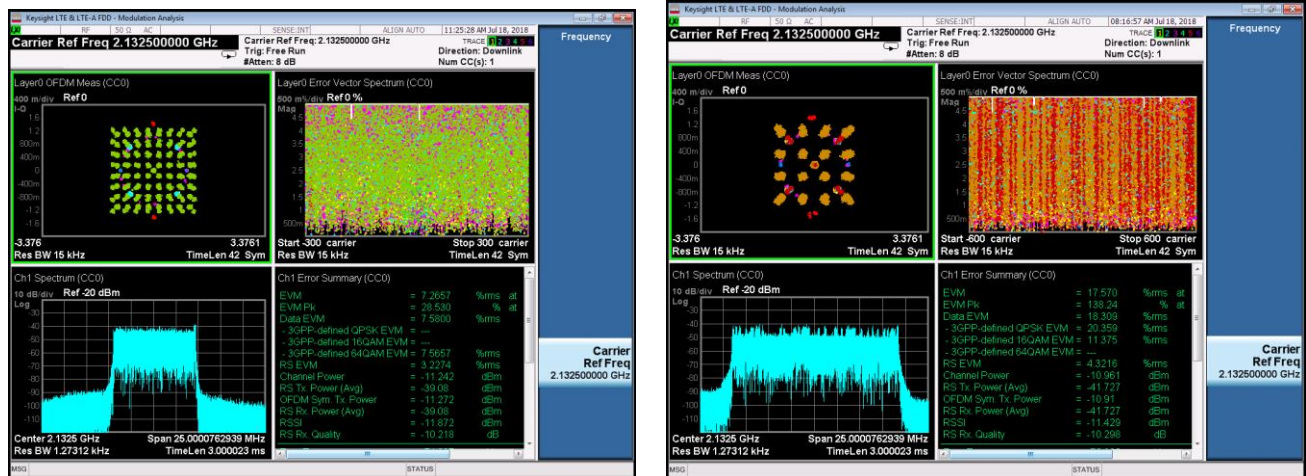 Keysight LTE & LTE-A FDD - Modulation Analysis
RF 50 Ω AC SENSE:INT ALIGN AUTO 11:25:28 AM Jul 18, 2018
Carrier Ref Freq 2.132500000 GHz
Carrier Ref Freq: 2.132500000 GHz
Trig: Free Run
#Atten: 8 dB
TRACE 1 2 3 4 5 6
Direction: Downlink
Num CC(s): 1
Frequency
Layer0 OFDM Meas (CC0)
400 m/div Ref 0
I-Q
1.6
1.2
800m
400m
0
-400m
-800m
-1.2
-1.6
-3.376 3.3761
Res BW 15 kHz TimeLen 42 Sym
Layer0 Error Vector Spectrum (CC0)
500 m/div Ref 0 %
Mag
4.5
4
3.5
3
2.5
2
1.5
1
500m
Start -300 carrier Stop 300 carrier
Res BW 15 kHz TimeLen 42 Sym
Ch1 Spectrum (CC0)
10 dB/div Ref -20 dBm
Log
-30
-40
-50
-60
-70
-80
-90
-100
-110
Center 2.1325 GHz Span 25.0000762939 MHz
Res BW 1.27312 kHz TimeLen 3.000023 ms
Ch1 Error Summary (CC0)
EVM = 7.2657 %rms at
EVM Pk = 28.530 % at
Data EVM = 7.5800 %rms
- 3GPP-defined QPSK EVM = ---
- 3GPP-defined 16QAM EVM = ---
- 3GPP-defined 64QAM EVM = 7.5657 %rms
RS EVM = 3.2274 %rms
Channel Power = -11.242 dBm
RS Tx. Power (Avg) = -39.08 dBm
OFDM Sym. Tx. Power = -11.272 dBm
RS Rx. Power (Avg) = -39.08 dBm
RSSI = -11.872 dBm
RS Rx. Quality = -10.218 dB
Carrier
Ref Freq
2.132500000 GHz
MSG STATUS
Keysight LTE & LTE-A FDD - Modulation Analysis
RF 50 Ω AC SENSE:INT ALIGN AUTO 08:16:57 AM Jul 18, 2018
Carrier Ref Freq 2.132500000 GHz
Carrier Ref Freq: 2.132500000 GHz
Trig: Free Run
#Atten: 8 dB
TRACE 1 2 3 4 5 6
Direction: Downlink
Num CC(s): 1
Frequency
Layer0 OFDM Meas (CC0)
400 m/div Ref 0
I-Q
1.6
1.2
800m
400m
0
-400m
-800m
-1.2
-1.6
-3.376 3.3761
Res BW 15 kHz TimeLen 42 Sym
Layer0 Error Vector Spectrum (CC0)
500 m/div Ref 0 %
Mag
4.5
4
3.5
3
2.5
2
1.5
1
500m
Start -600 carrier Stop 600 carrier
Res BW 15 kHz TimeLen 42 Sym
Ch1 Spectrum (CC0)
10 dB/div Ref -20 dBm
Log
-30
-40
-50
-60
-70
-80
-90
-100
-110
Center 2.1325 GHz Span 25.0000762939 MHz
Res BW 1.27312 kHz TimeLen 3.000023 ms
Ch1 Error Summary (CC0)
EVM = 17.570 %rms at
EVM Pk = 138.24 % at
Data EVM = 18.309 %rms
- 3GPP-defined QPSK EVM = 20.359 %rms
- 3GPP-defined 16QAM EVM = 11.375 %rms
- 3GPP-defined 64QAM EVM = ---
RS EVM = 4.3216 %rms
Channel Power = -10.961 dBm
RS Tx. Power (Avg) = -41.727 dBm
OFDM Sym. Tx. Power = -10.91 dBm
RS Rx. Power (Avg) = -41.727 dBm
RSSI = -11.429 dBm
RS Rx. Quality = -10.298 dB
Carrier
Ref Freq
2.132500000 GHz
MSG STATUS